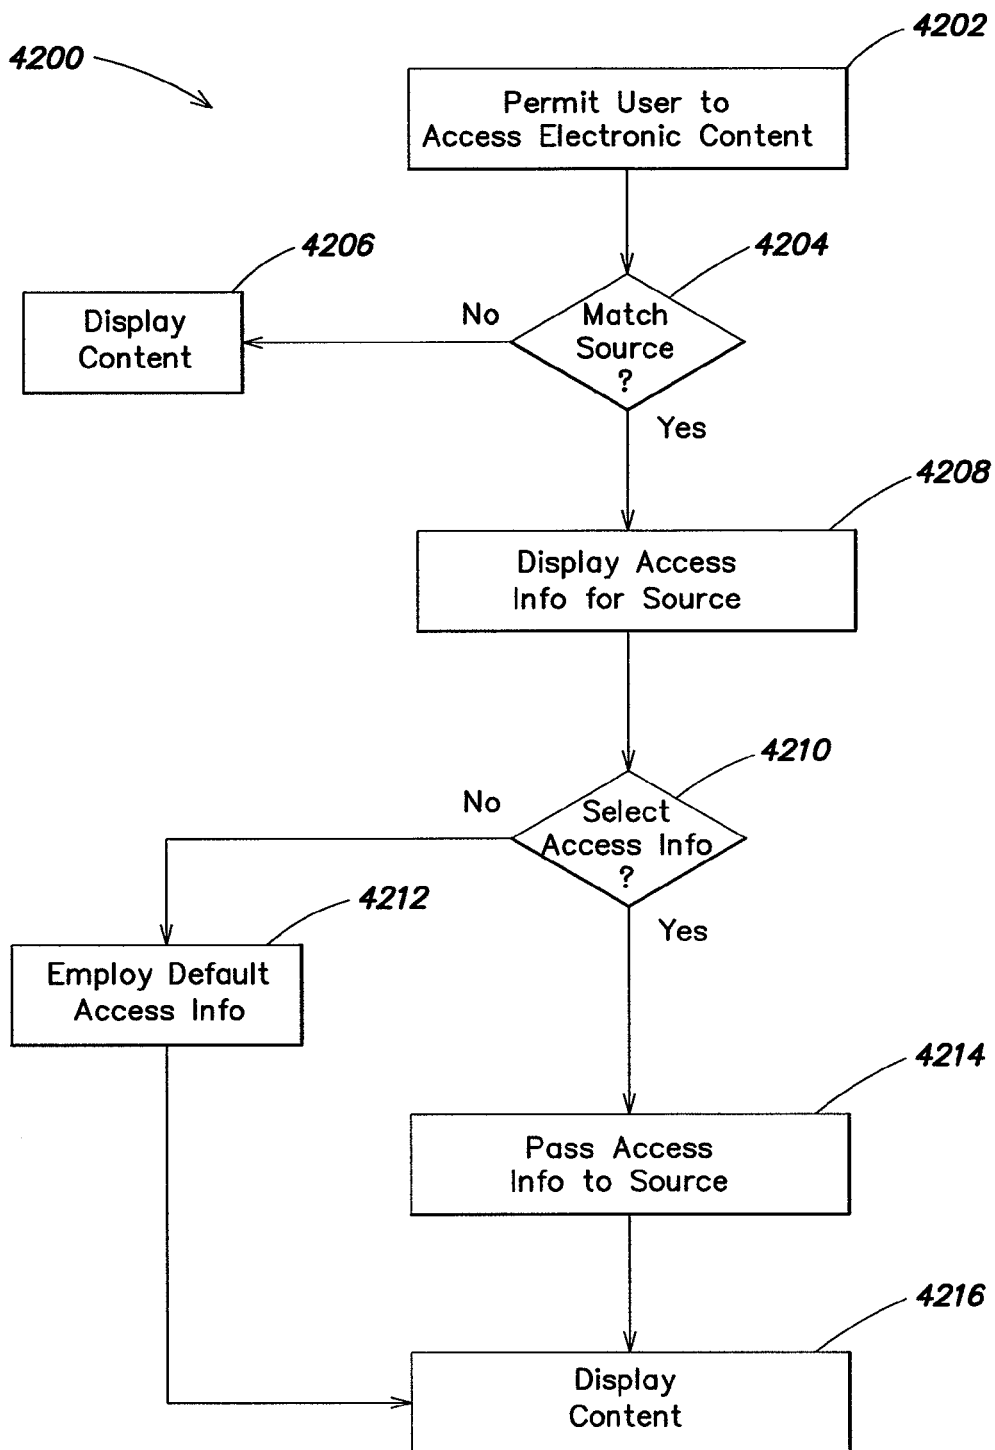 4202
4200
Permit User to
Access Electronic Content
4206
4204
Display
Content
No
Match
Source
?
Yes
4208
Display Access
Info for Source
4210
No
Select
Access Info
?
4212
Yes
Employ Default
Access Info
4214
Pass Access
Info to Source
4216
Display
Content